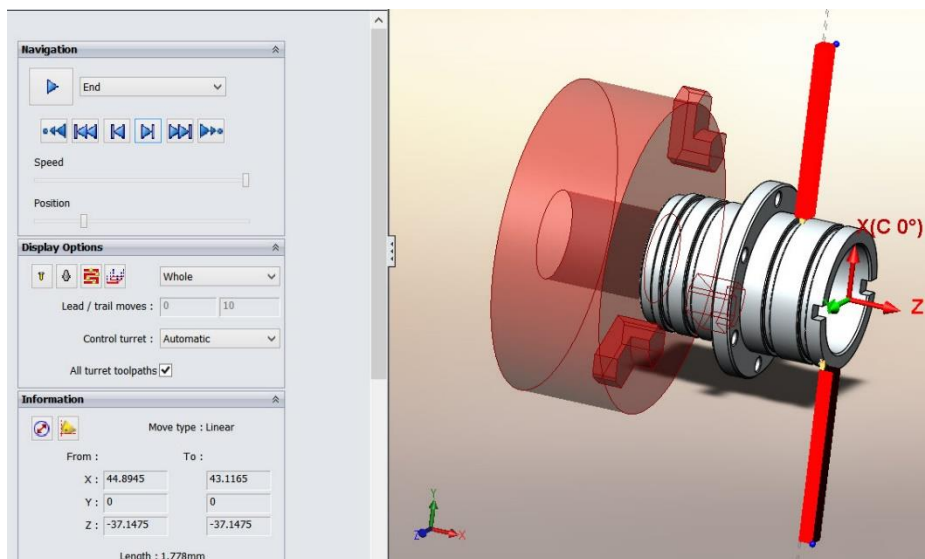 Navigation
End
Speed
Position
Display Options
Whole
Lead / trail moves : 0 10
Control turret : Automatic
All turret toolpaths
Information
Move type : Linear
From : To :
X : 44.8945 43.1165
Y : 0 0
Z : -37.1475 -37.1475
Length : 1.778mm
X(C 0°)
Z
Y
Z
X